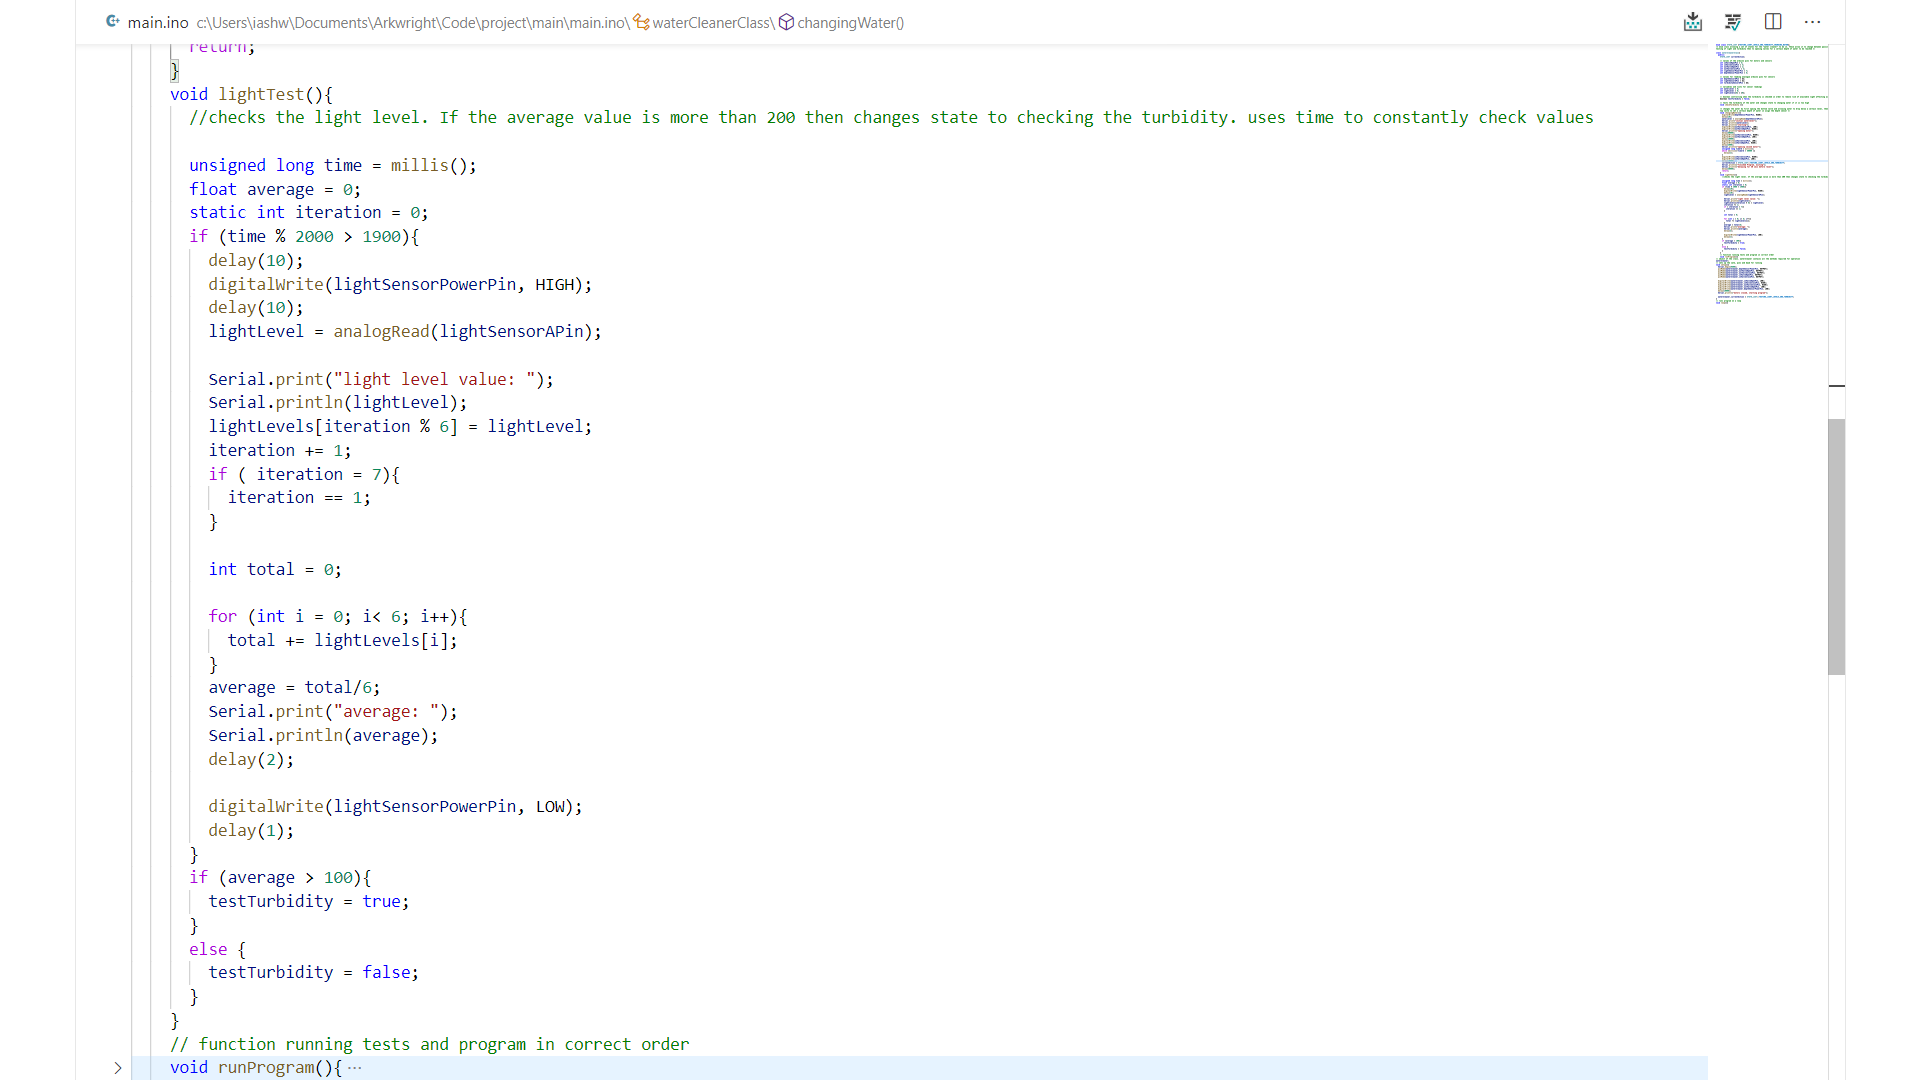 main.ino c:\Users\iashw\Documents\Arkwright\Code\project\main\main.ino\ waterCleanerClass\ changingWater()
return;
}
void lightTest(){
//checks the light level. If the average value is more than 200 then changes state to checking the turbidity. uses time to constantly check values
unsigned long time = millis();
float average = 0;
static int iteration = 0;
if (time % 2000 > 1900){
delay(10);
digitalWrite(lightSensorPowerPin, HIGH);
delay(10);
lightLevel = analogRead(lightSensorAPin);
Serial.print("light level value: ");
Serial.println(lightLevel);
lightLevels[iteration % 6] = lightLevel;
iteration += 1;
if ( iteration = 7){
iteration == 1;
}
int total = 0;
for (int i = 0; i< 6; i++){
total += lightLevels[i];
}
average = total/6;
Serial.print("average: ");
Serial.println(average);
delay(2);
digitalWrite(lightSensorPowerPin, LOW);
delay(1);
}
if (average > 100){
testTurbidity = true;
}
else {
testTurbidity = false;
}
}
// function running tests and program in correct order
void runProgram(){ ···